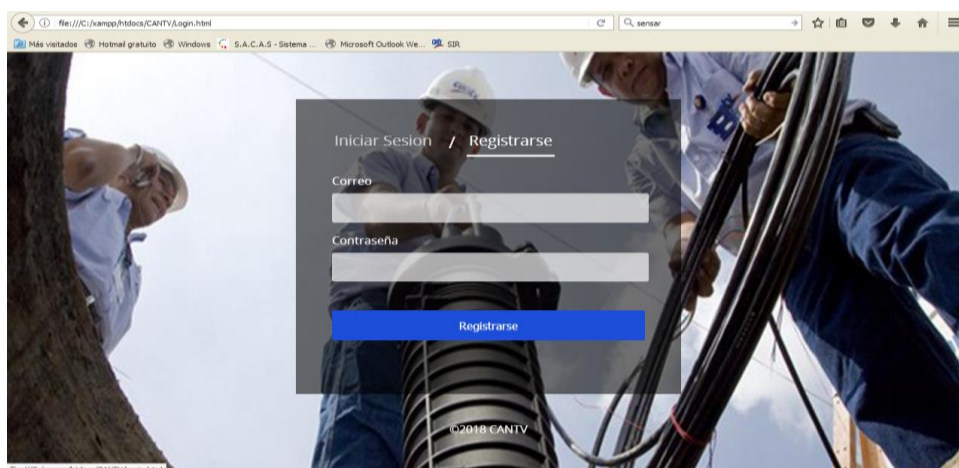 file:///C:/xampp/htdocs/CANTV/Login.html
sensar
Más visitados Hotmail gratuito Windows S.A.C.A.S - Sistema ... Microsoft Outlook We... SIR
Iniciar Sesion / Registrarse
Correo
Contraseña
Registrarse
©2018 CANTV